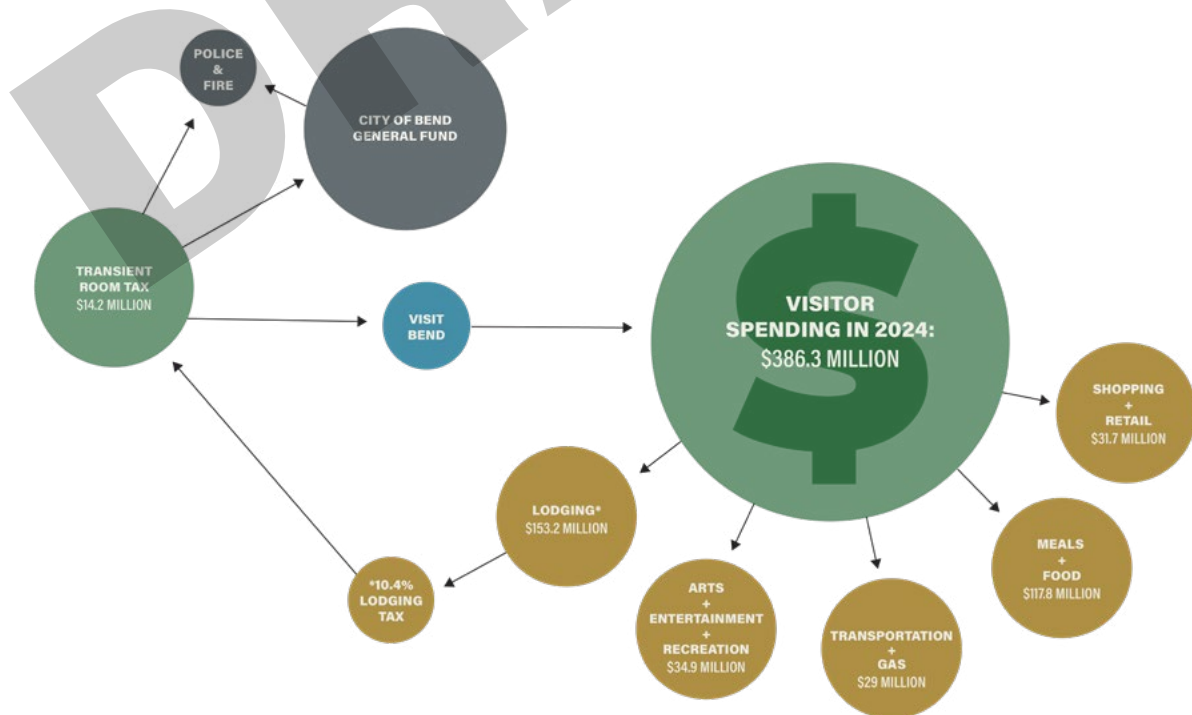 POLICE
&
FIRE
CITY OF BEND
GENERAL FUND
TRANSIENT
ROOM TAX
$14.2 MILLION
VISIT
BEND
$
VISITOR
SPENDING IN 2024:
$386.3 MILLION
SHOPPING
+
RETAIL
$31.7 MILLION
LODGING*
$153.2 MILLION
MEALS
+
FOOD
$117.8 MILLION
*10.4%
LODGING
TAX
ARTS
+
ENTERTAINMENT
+
RECREATION
$34.9 MILLION
TRANSPORTATION
+
GAS
$29 MILLION